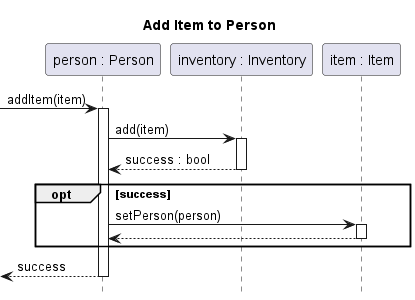 Add Item to Person
person : Person
inventory : Inventory
item : Item
addItem(item)
add(item)
success : bool
opt
[success]
setPerson(person)
success